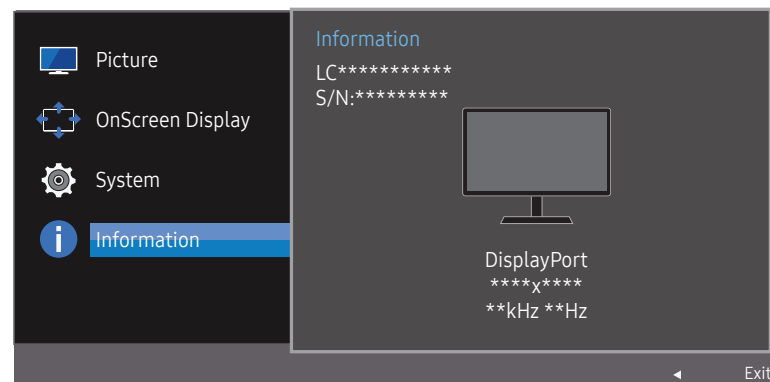 Picture
OnScreen Display
System
Information
Information
LC***********
S/N:*********
DisplayPort
****x****
**kHz **Hz
Exit